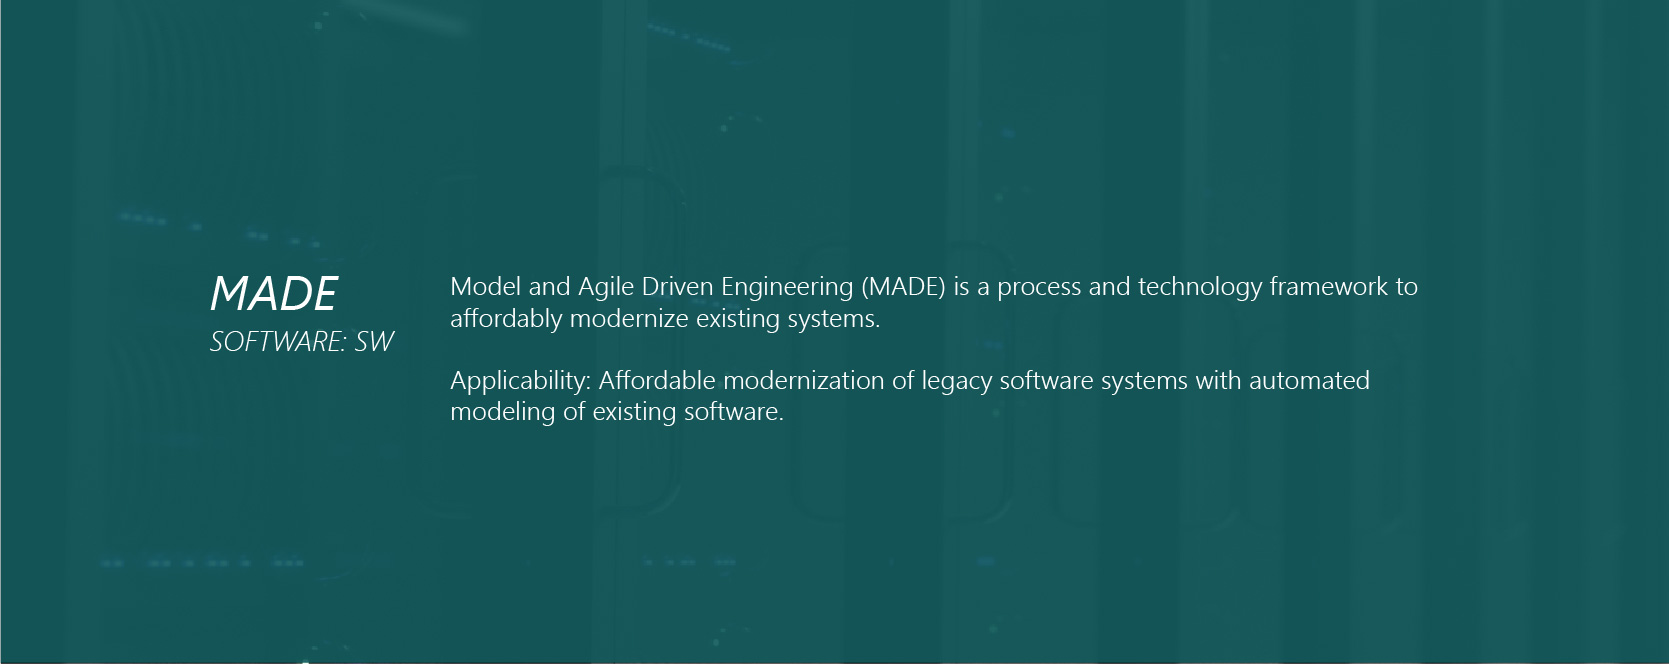 MADE
SOFTWARE: SW
Model and Agile Driven Engineering (MADE) is a process and technology framework to
affordably modernize existing systems.
Applicability: Affordable modernization of legacy software systems with automated
modeling of existing software.